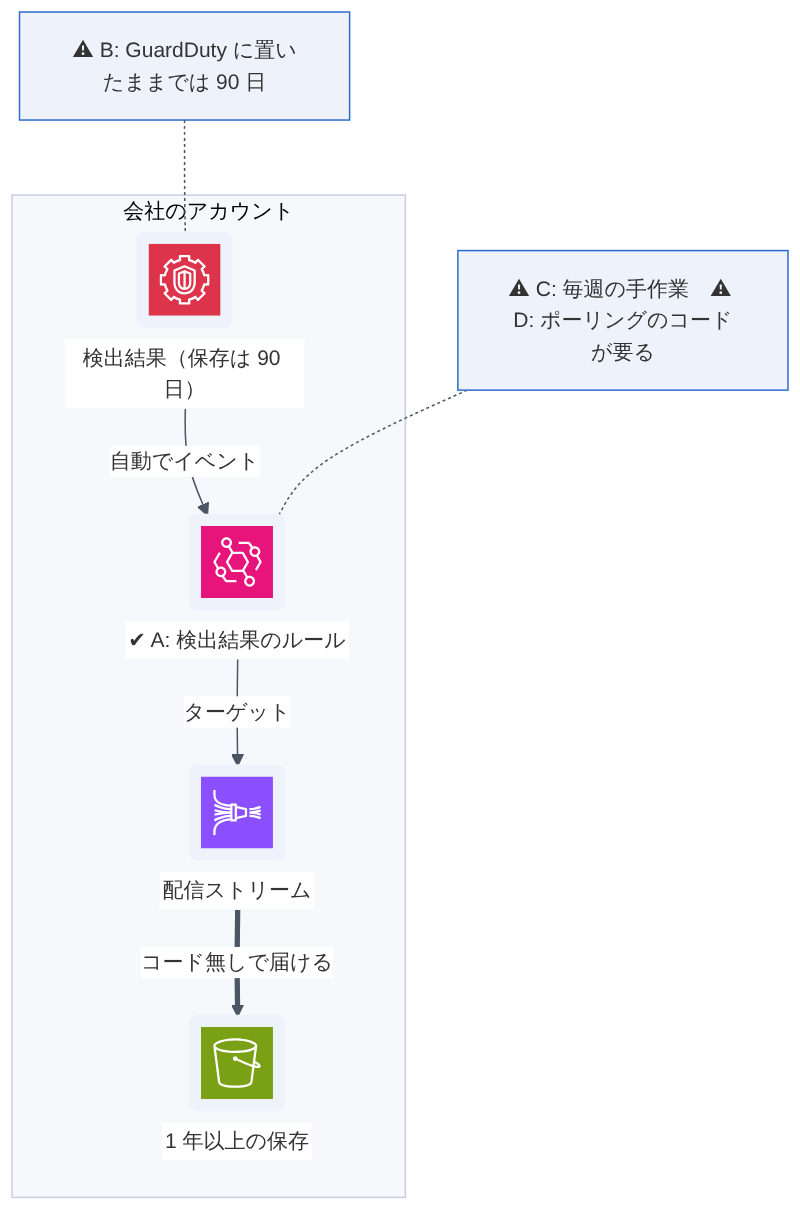 ⚠ B: GuardDuty に置い
たままでは 90 日
会社のアカウント
検出結果（保存は 90
日）
⚠ C: 毎週の手作業　⚠
D: ポーリングのコード
が要る
自動でイベント
✔ A: 検出結果のルール
ターゲット
配信ストリーム
コード無しで届ける
1 年以上の保存